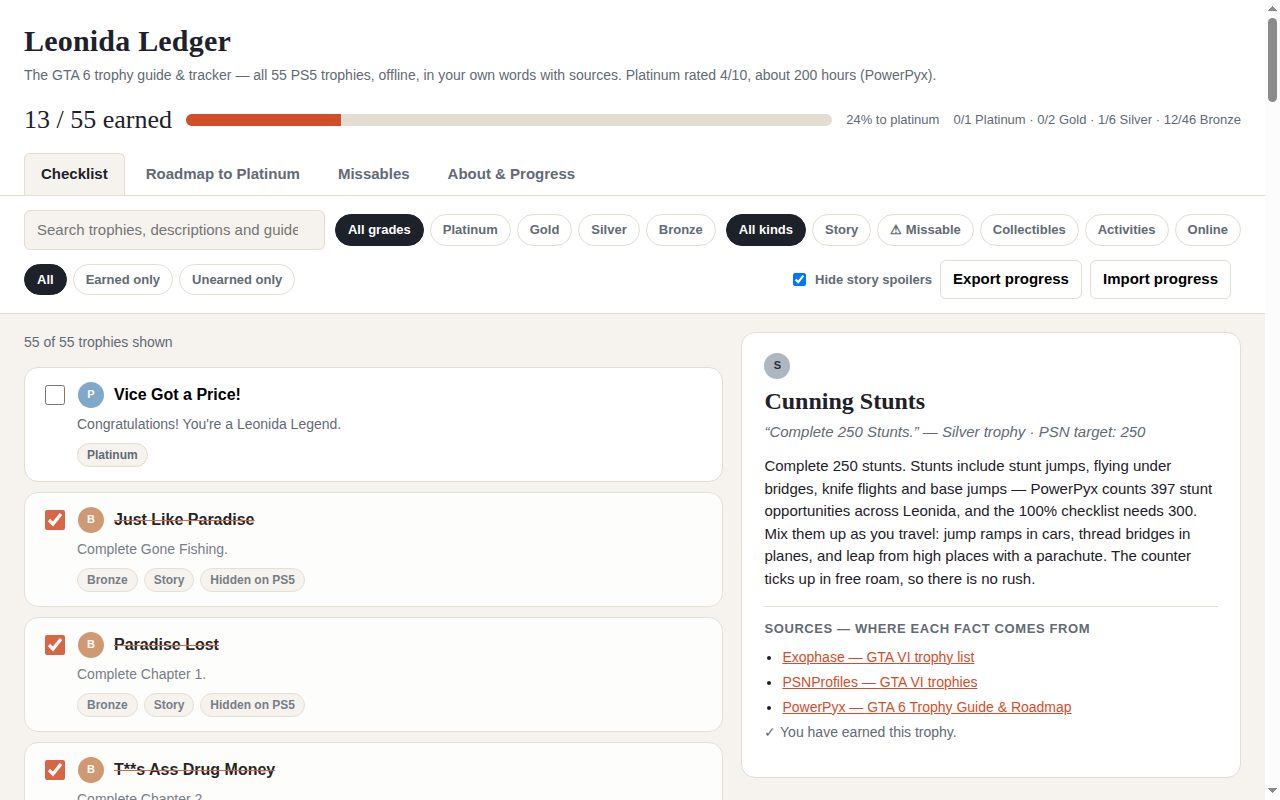 Leonida Ledger
The GTA 6 trophy guide & tracker — all 55 PS5 trophies, offline, in your own words with sources. Platinum rated 4/10, about 200 hours (PowerPyx).
13 / 55 earned 24% to platinum 0/1 Platinum · 0/2 Gold · 1/6 Silver · 12/46 Bronze
Checklist Roadmap to Platinum Missables About & Progress
Search trophies, descriptions and guide All grades Platinum Gold Silver Bronze All kinds Story ⚠ Missable Collectibles Activities Online
All Earned only Unearned only Hide story spoilers Export progress Import progress
55 of 55 trophies shown
P Vice Got a Price!
Congratulations! You're a Leonida Legend.
Platinum
B Just Like Paradise
Complete Gone Fishing.
Bronze Story Hidden on PS5
B Paradise Lost
Complete Chapter 1.
Bronze Story Hidden on PS5
B T**s Ass Drug Money
Complete Chapter 2.
S
Cunning Stunts
“Complete 250 Stunts.” — Silver trophy · PSN target: 250
Complete 250 stunts. Stunts include stunt jumps, flying under
bridges, knife flights and base jumps — PowerPyx counts 397 stunt
opportunities across Leonida, and the 100% checklist needs 300.
Mix them up as you travel: jump ramps in cars, thread bridges in
planes, and leap from high places with a parachute. The counter
ticks up in free roam, so there is no rush.
SOURCES — WHERE EACH FACT COMES FROM
• Exophase — GTA VI trophy list
• PSNProfiles — GTA VI trophies
• PowerPyx — GTA 6 Trophy Guide & Roadmap
✓ You have earned this trophy.